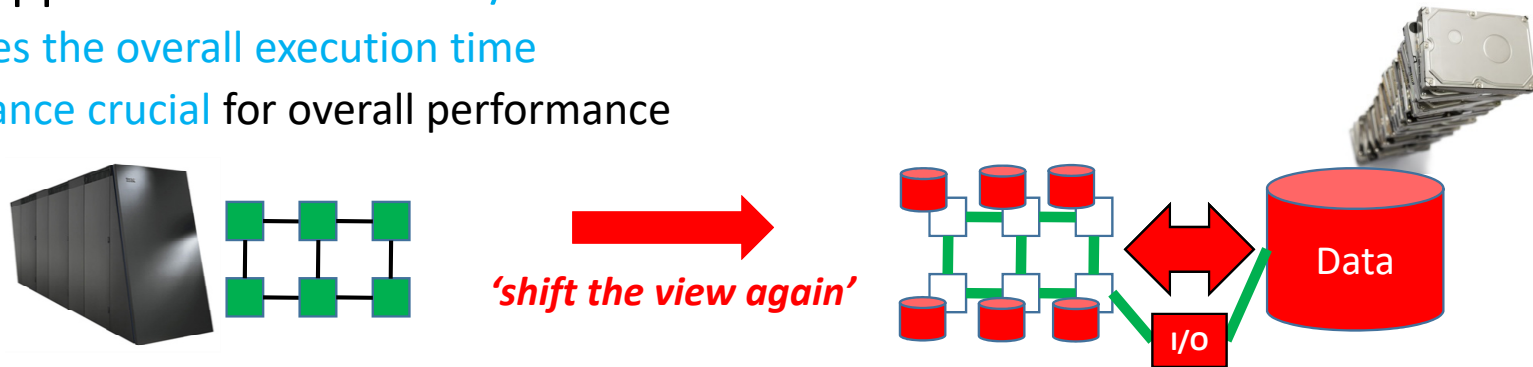 es the overall execution time
ance crucial for overall performance
‘shift the view again’
Data
I/O